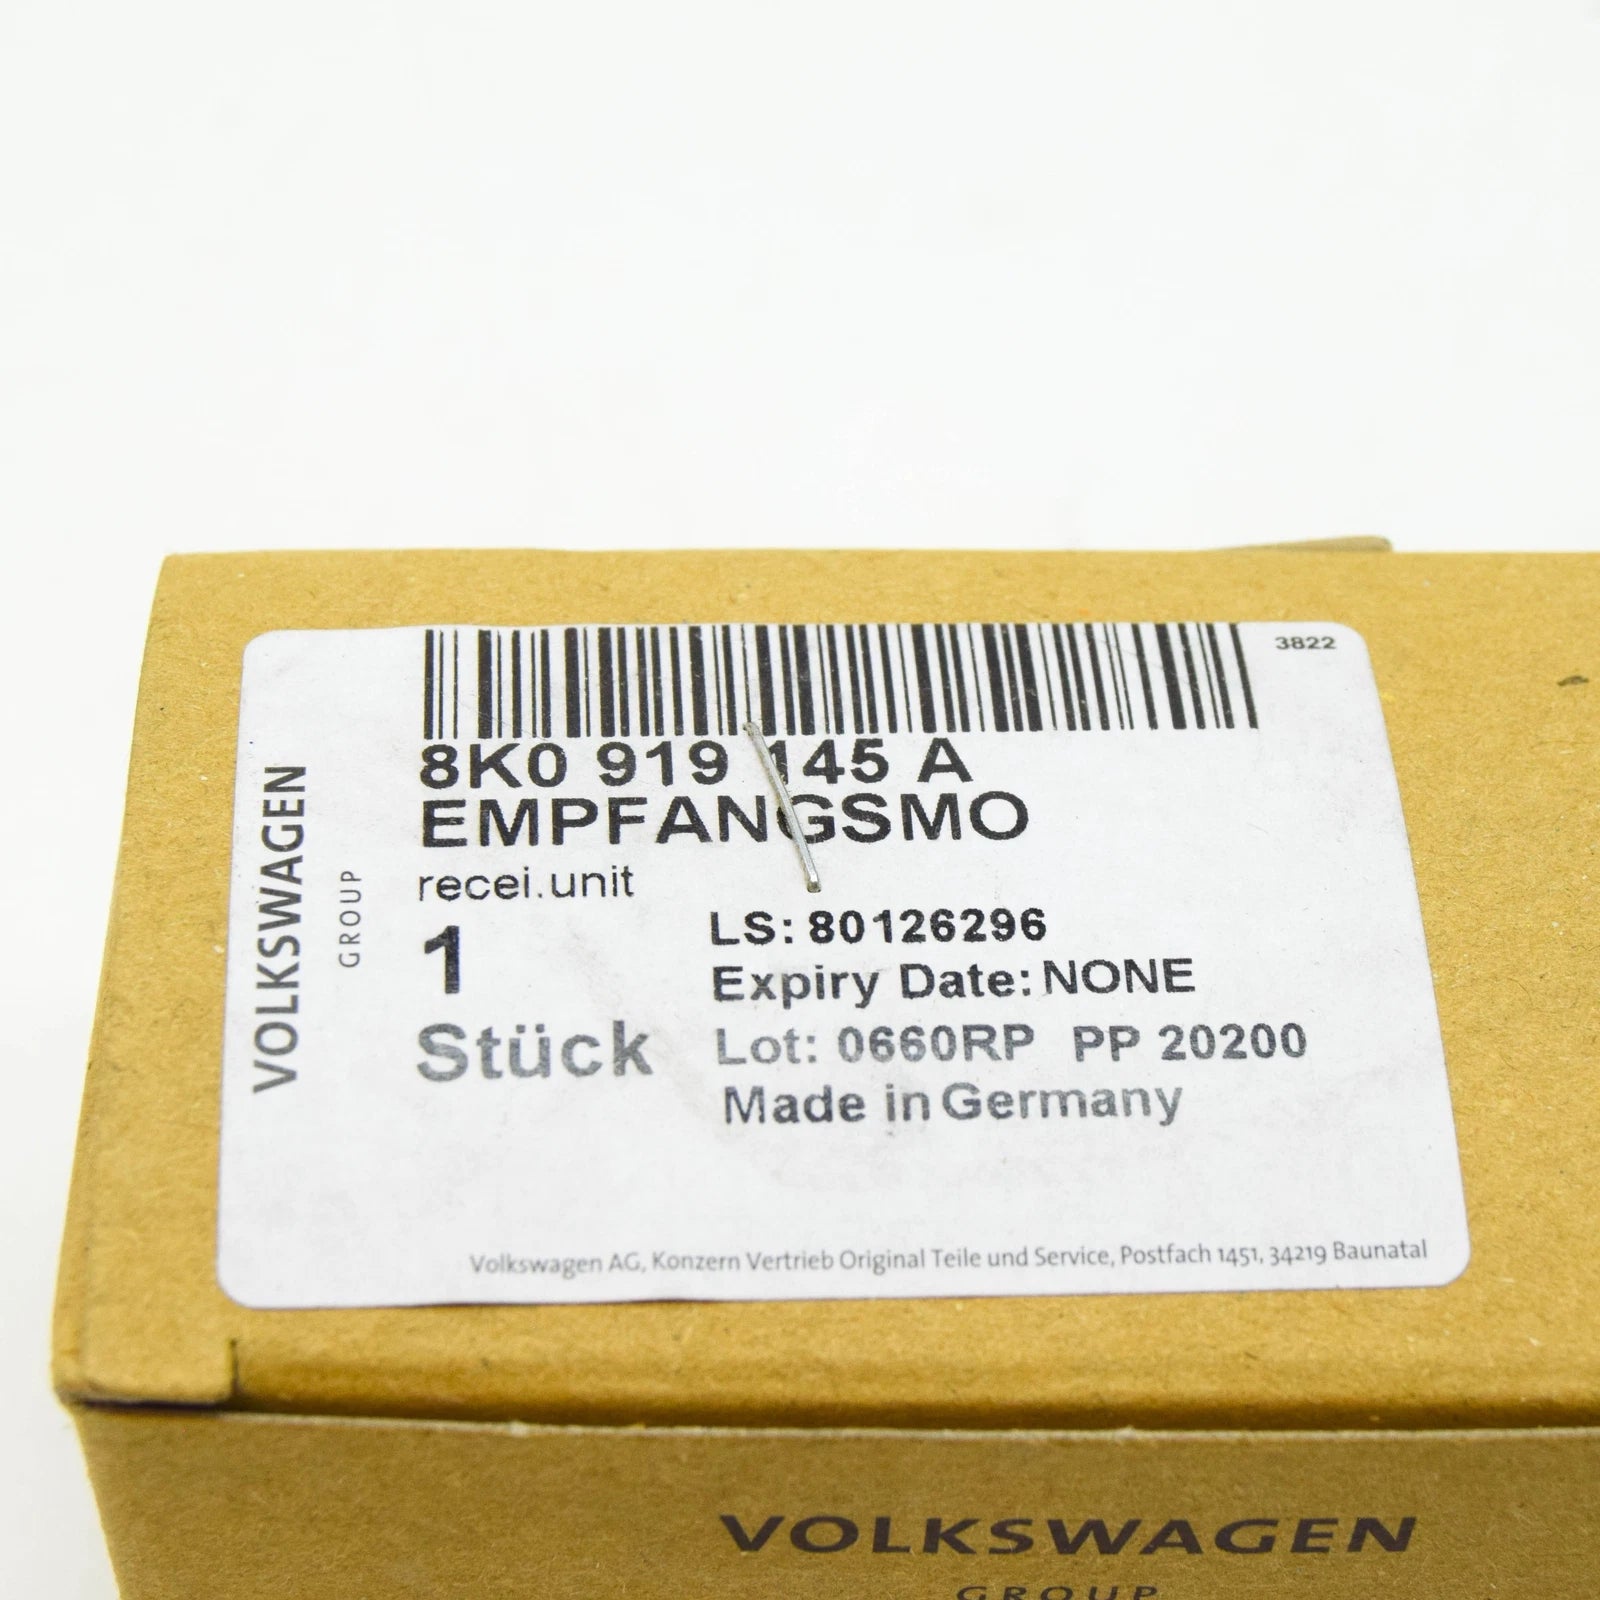 3822
8K0 919 145 A
EMPFANGSMO
recei.unit
1
Stück
LS: 80126296
Expiry Date: NONE
Lot: 0660RP PP 20200
Made in Germany
VOLKSWAGEN
GROUP
Volkswagen AG, Konzern Vertrieb Original Teile und Service, Postfach 1451, 34219 Baunatal
VOLKSWAGEN
GROUP